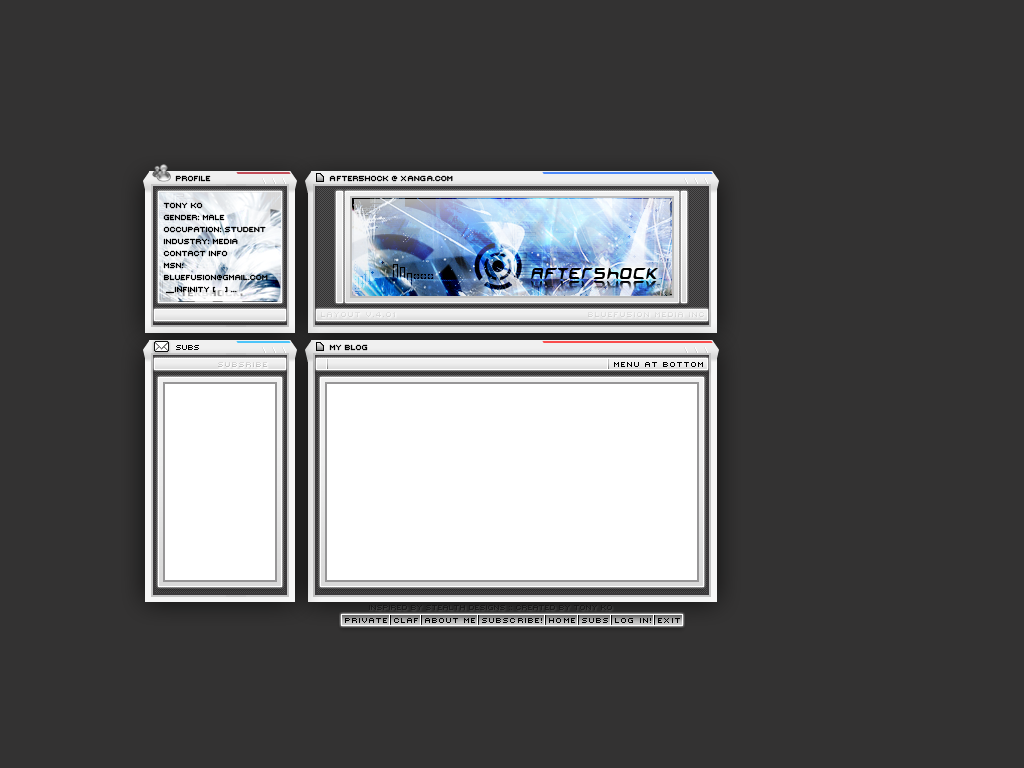 PROFILE
TONY KO
GENDER: MALE
OCCUPATION: STUDENT
INDUSTRY: MEDIA
CONTACT INFO
MSN:
BLUEFUSION@GMAIL.COM
__INFINITY [ ] ...
AFTERSHOCK @ XANGA.COM
AFTERSHOCK
LAYOUT V.4.01
BLUEFUSION MEDIA INC
SUBS
SUBSRIBE
MY BLOG
MENU AT BOTTOM
INSPIRED BY STEALTH DESIGNS CREATED BY TONY KO
PRIVATE CLAF ABOUT ME SUBSCRIBE! HOME SUBS LOG IN! EXIT